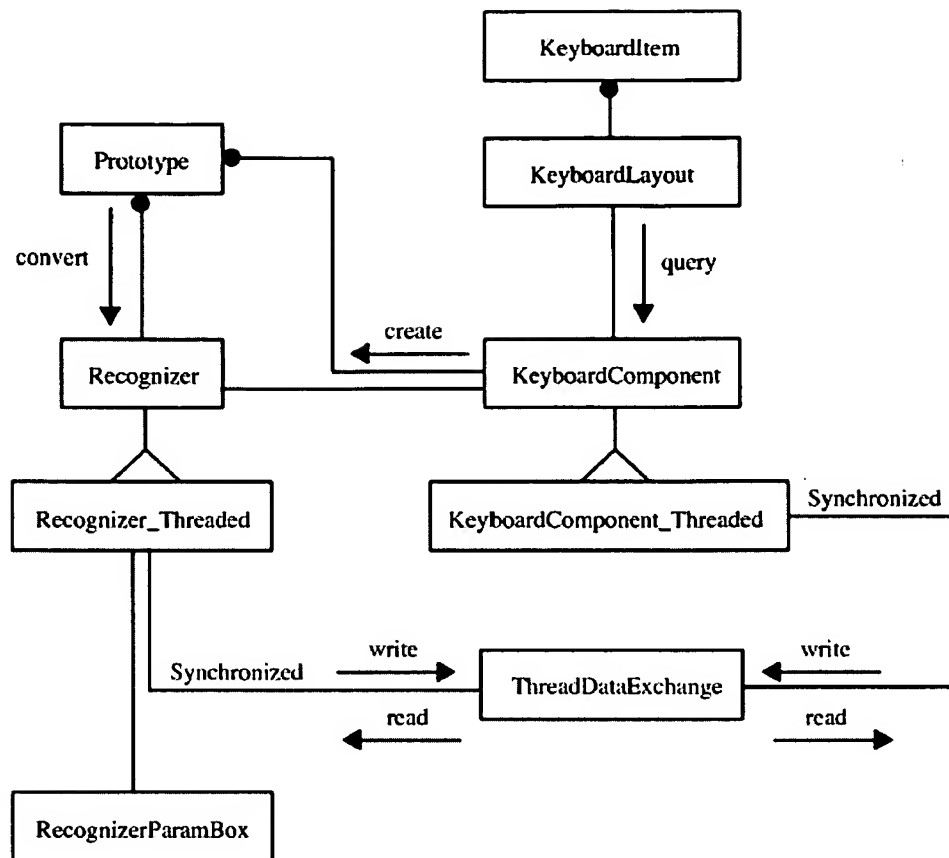 KeyboardItem
Prototype
KeyboardLayout
convert
query
create
Recognizer
KeyboardComponent
Recognizer_Threaded
KeyboardComponent_Threaded
Synchronized
write
write
Synchronized
ThreadDataExchange
read
read
RecognizerParamBox